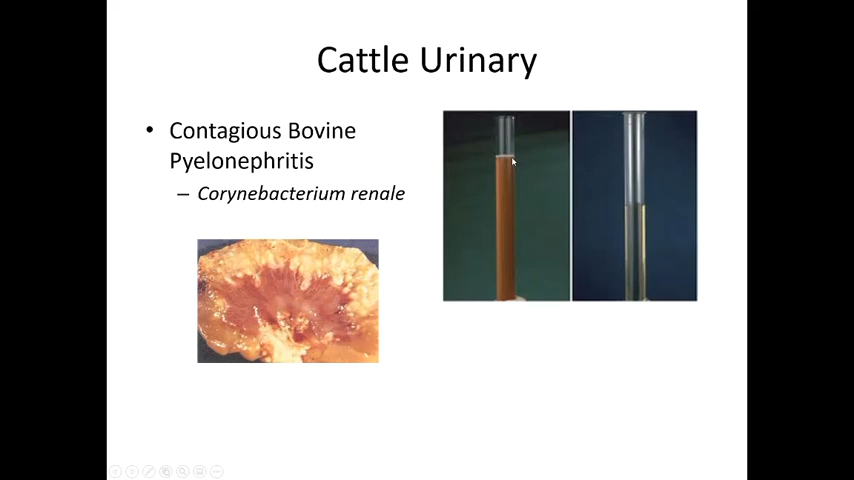 Cattle Urinary
• Contagious Bovine
Pyelonephritis
– Corynebacterium renale